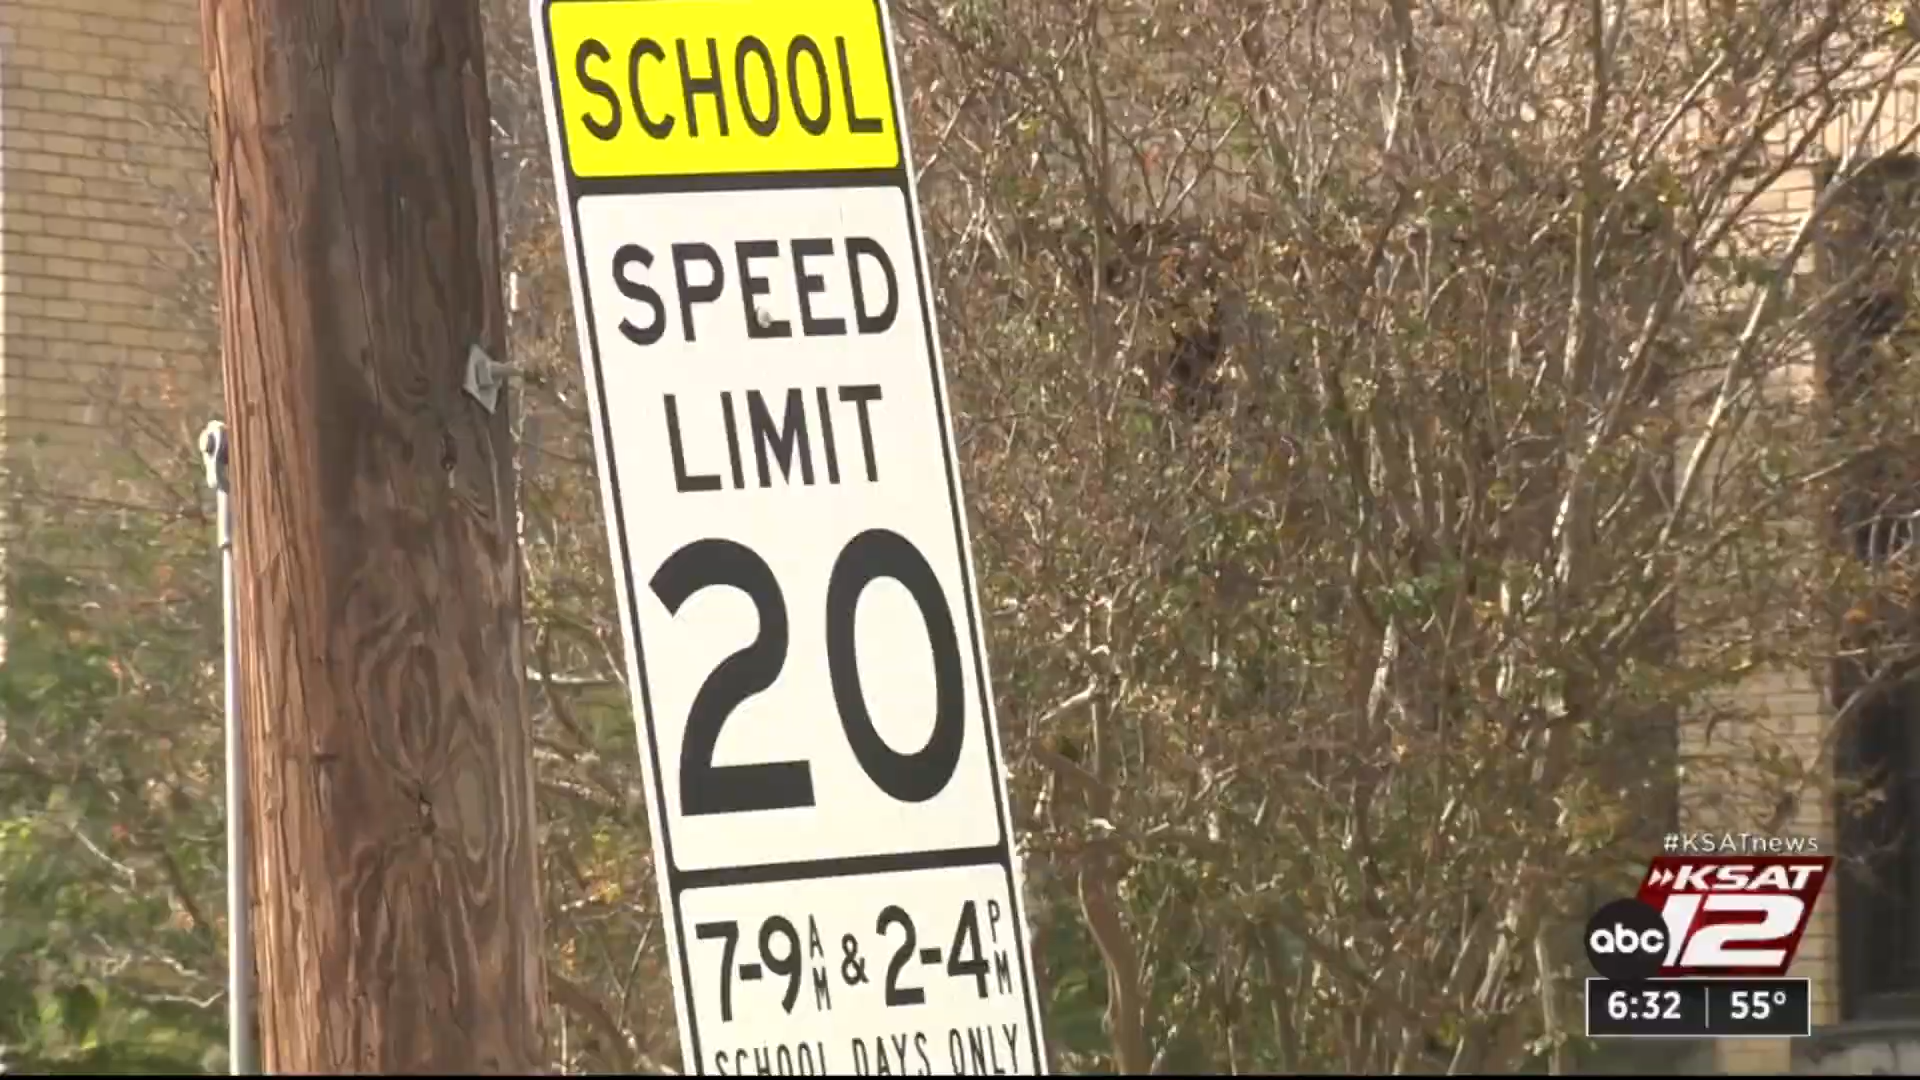 SCHOOL
SPEED
LIMIT
20
7-9 AM & 2-4 PM
SCHOOL DAYS ONLY
#KSATnews
KSAT
abc 12
6:32 55°